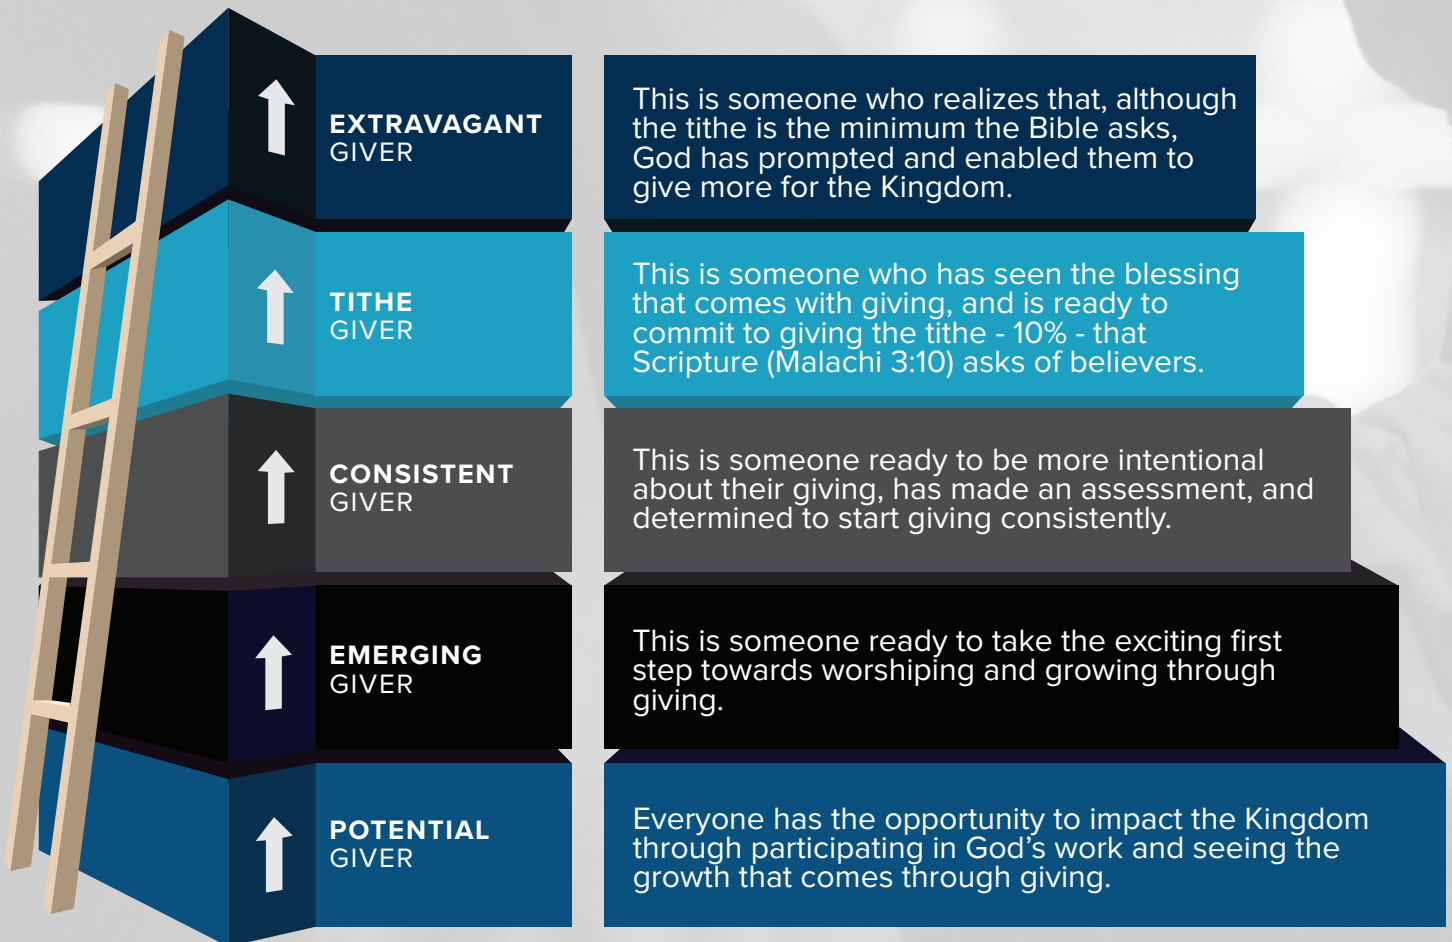 EXTRAVAGANT
GIVER
This is someone who realizes that, although
the tithe is the minimum the Bible asks,
God has prompted and enabled them to
give more for the Kingdom.
TITHE
GIVER
This is someone who has seen the blessing
that comes with giving, and is ready to
commit to giving the tithe - 10% - that
Scripture (Malachi 3:10) asks of believers.
CONSISTENT
GIVER
This is someone ready to be more intentional
about their giving, has made an assessment, and
determined to start giving consistently.
EMERGING
GIVER
This is someone ready to take the exciting first
step towards worshiping and growing through
giving.
POTENTIAL
GIVER
Everyone has the opportunity to impact the Kingdom
through participating in God’s work and seeing the
growth that comes through giving.